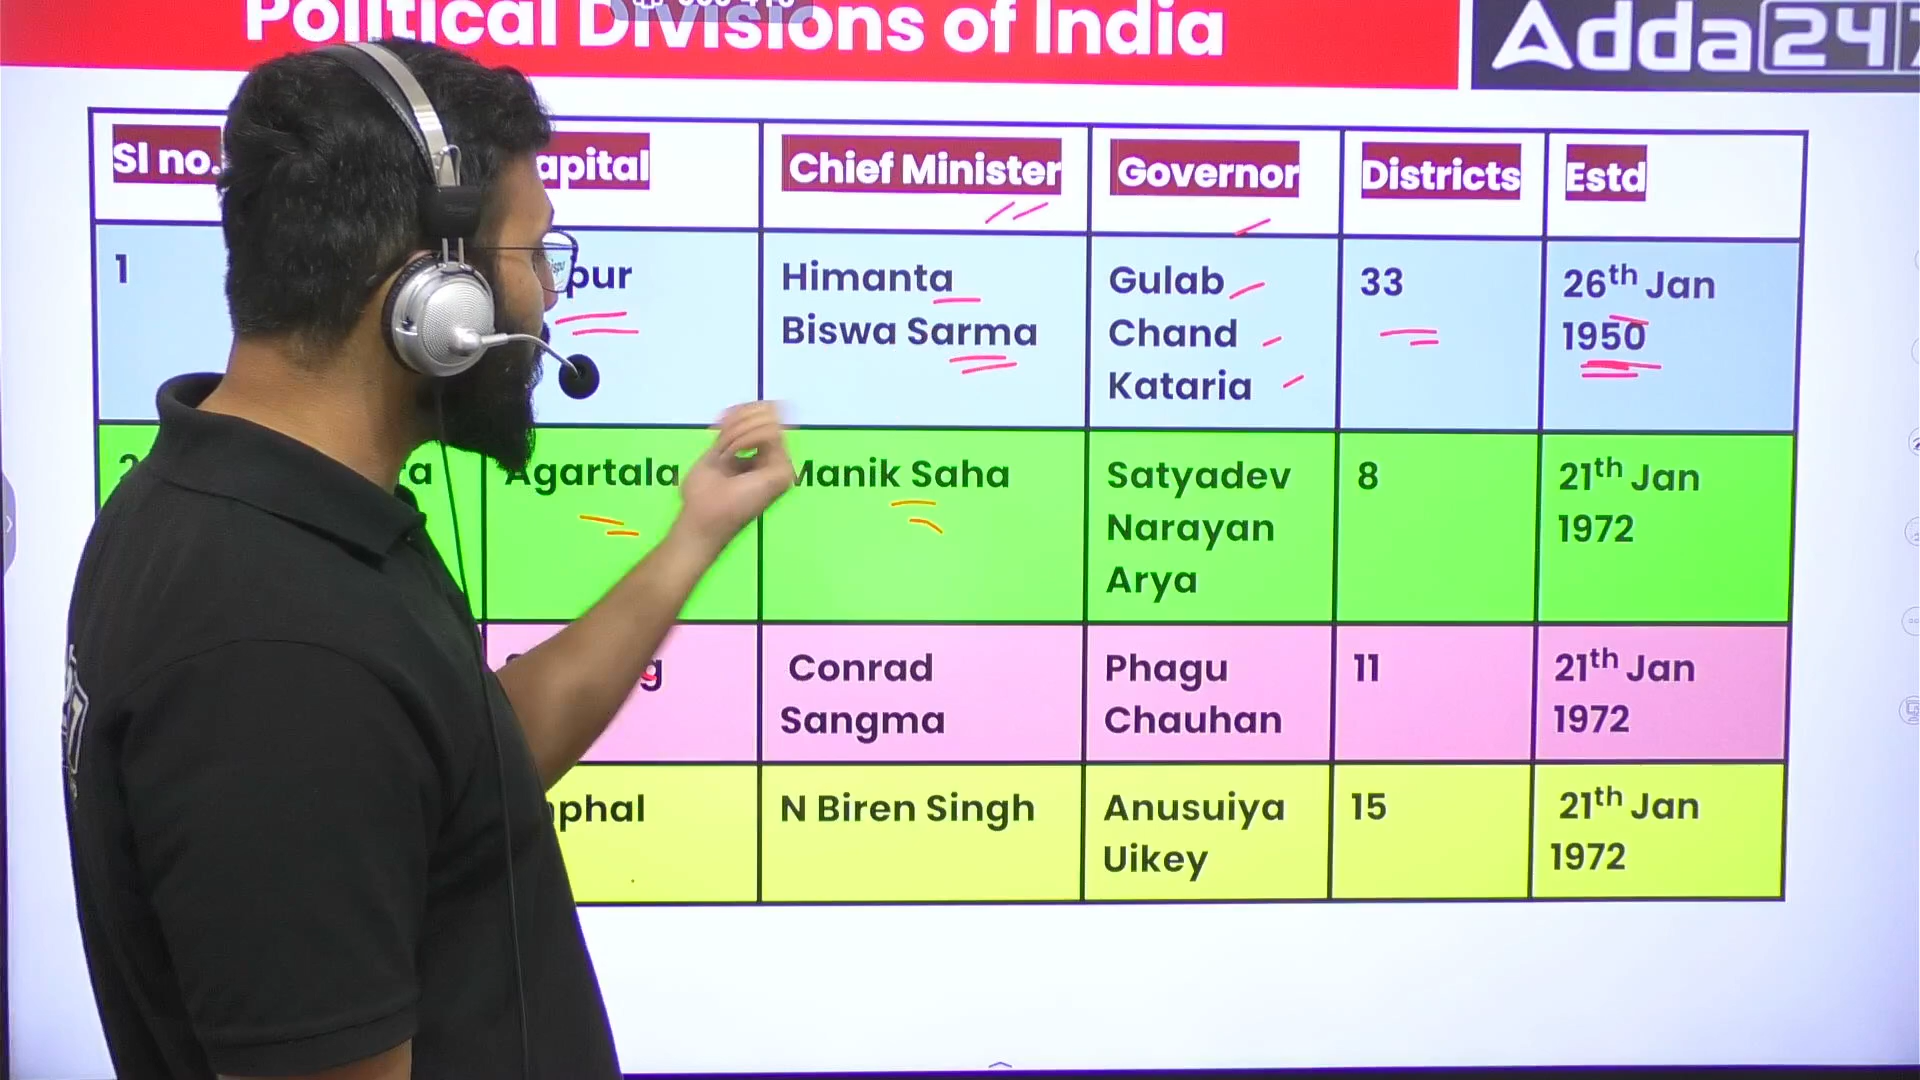 Political Divisions of India
Adda247
Sl no.
apital
Chief Minister
Governor
Districts
Estd
1
pur
Himanta
Biswa Sarma
Gulab
Chand
Kataria
33
26th Jan
1950
2
ra
Agartala
Manik Saha
Satyadev
Narayan
Arya
8
21th Jan
1972
g
Conrad
Sangma
Phagu
Chauhan
11
21th Jan
1972
phal
N Biren Singh
Anusuiya
Uikey
15
21th Jan
1972